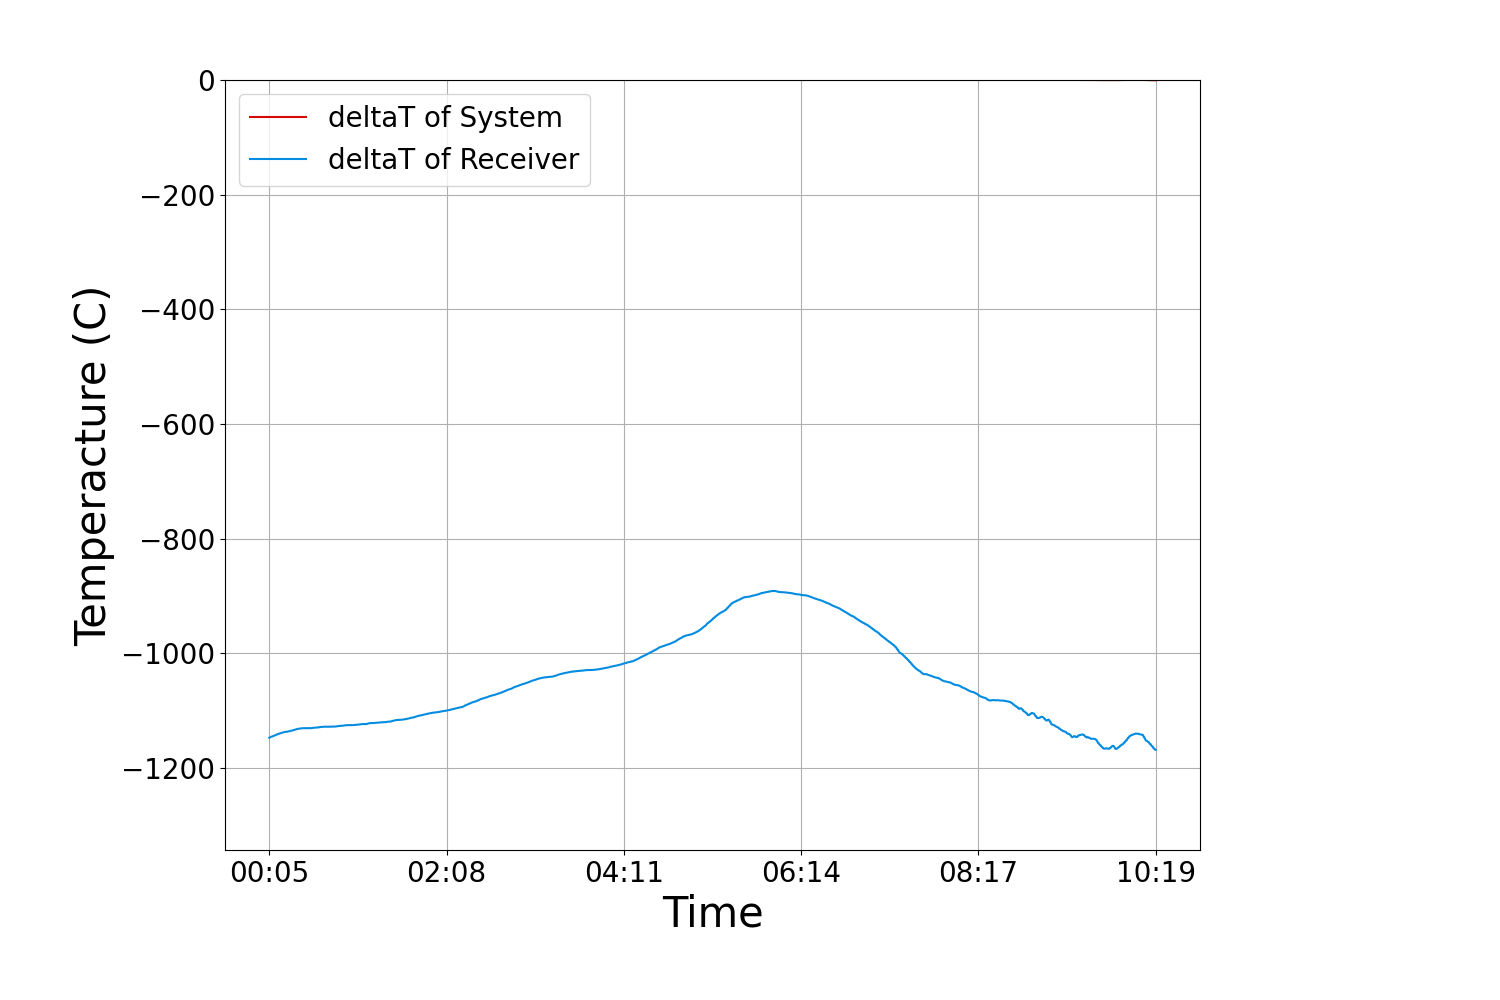 deltaT of System
deltaT of Receiver
0
−200
−400
−600
−800
−1000
−1200
Temperacture (C)
00:05 02:08 04:11 06:14 08:17 10:19
Time